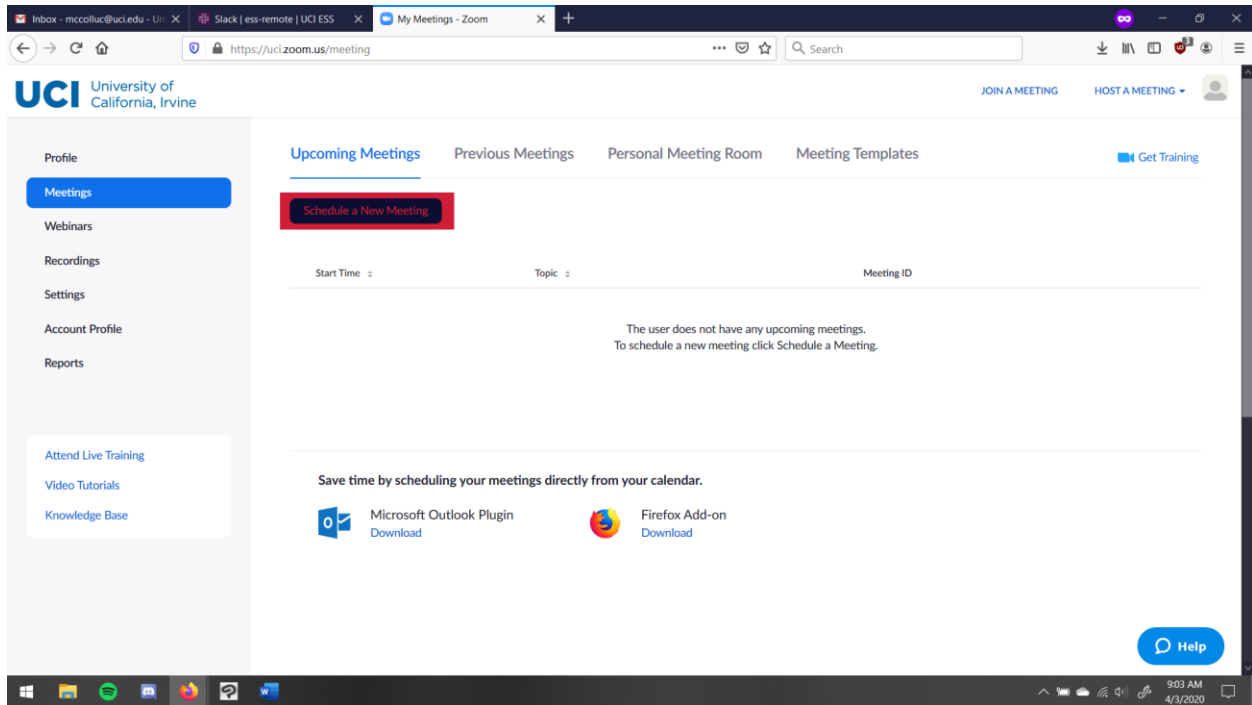 Inbox - mccolluc@uci.edu - Un
Slack | ess-remote | UCI ESS
My Meetings - Zoom
https://uci.zoom.us/meeting
Search
3
UCI University of
California, Irvine
JOIN A MEETING
HOST A MEETING
Profile
Meetings
Webinars
Recordings
Settings
Account Profile
Reports
Attend Live Training
Video Tutorials
Knowledge Base
Upcoming Meetings
Previous Meetings
Personal Meeting Room
Meeting Templates
Get Training
Schedule a New Meeting
Start Time
Topic
Meeting ID
The user does not have any upcoming meetings.
To schedule a new meeting click Schedule a Meeting.
Save time by scheduling your meetings directly from your calendar.
Microsoft Outlook Plugin
Download
Firefox Add-on
Download
Help
9:03 AM
4/3/2020